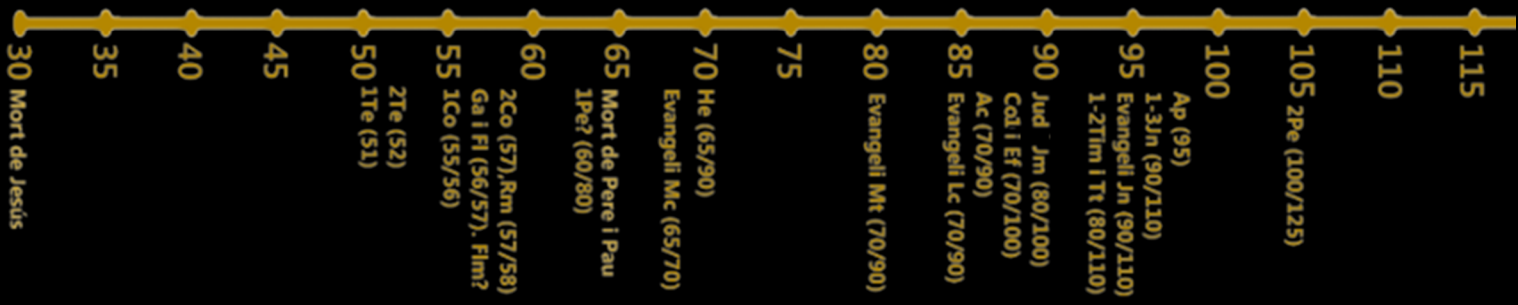 30
35
40
45
50
55
60
65
70
75
80
85
90
95
100
105
110
115
Mort de Jesús
1Te (51)
2Te (52)
1Co (55/56)
Ga i Fl (56/57). Flm?
2Co (57),Rm (57/58)
1Pe? (60/80)
Mort de Pere i Pau
Evangeli Mc (65/70)
He (65/90)
Evangeli Mt (70/90)
Evangeli Lc (70/90)
Ac (70/90)
Col i Ef (70/100)
Jud Jm (80/100)
1-2Tim i Tt (80/110)
Evangeli Jn (90/110)
1-3Jn (90/110)
Ap (95)
2Pe (100/125)